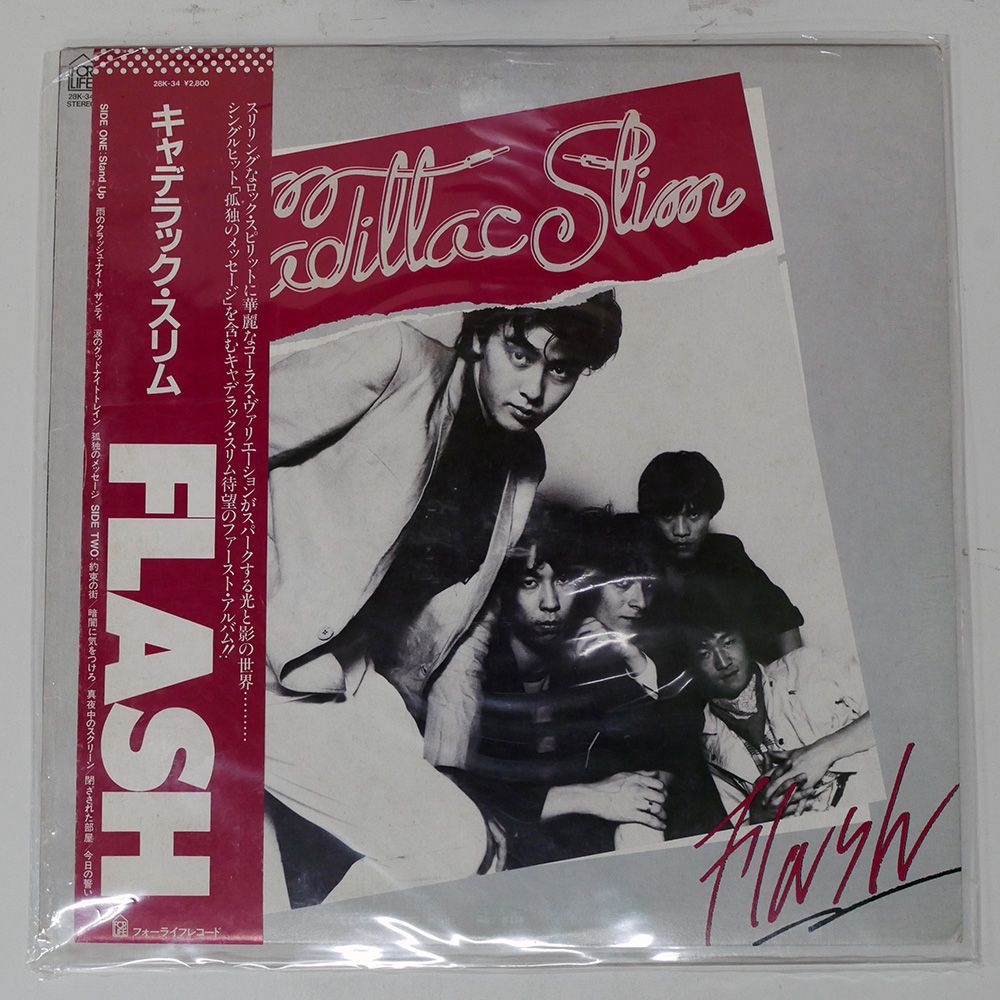 FOR LIFE
28K-34
STEREO
28K-34 ¥2,800
キャデラック・スリム
FLASH
スリリングなロック・スピリットに華麗なコーラス・ヴァリエーションがスパークする光と影の世界………
シングルヒット「孤独のメッセージ」を含むキャデラック・スリム待望のファースト・アルバム!!
SIDE ONE: Stand Up 雨のクラッシュ・ナイト サンディ 涙のグッドナイトトレイン/孤独のメッセージ/SIDE TWO: 約束の街/暗闇に気をつけろ/真夜中のスクリーン/閉ざされた部屋/今日の誓い
FOR LIFE フォーライフレコード
adillac Slim
Flash